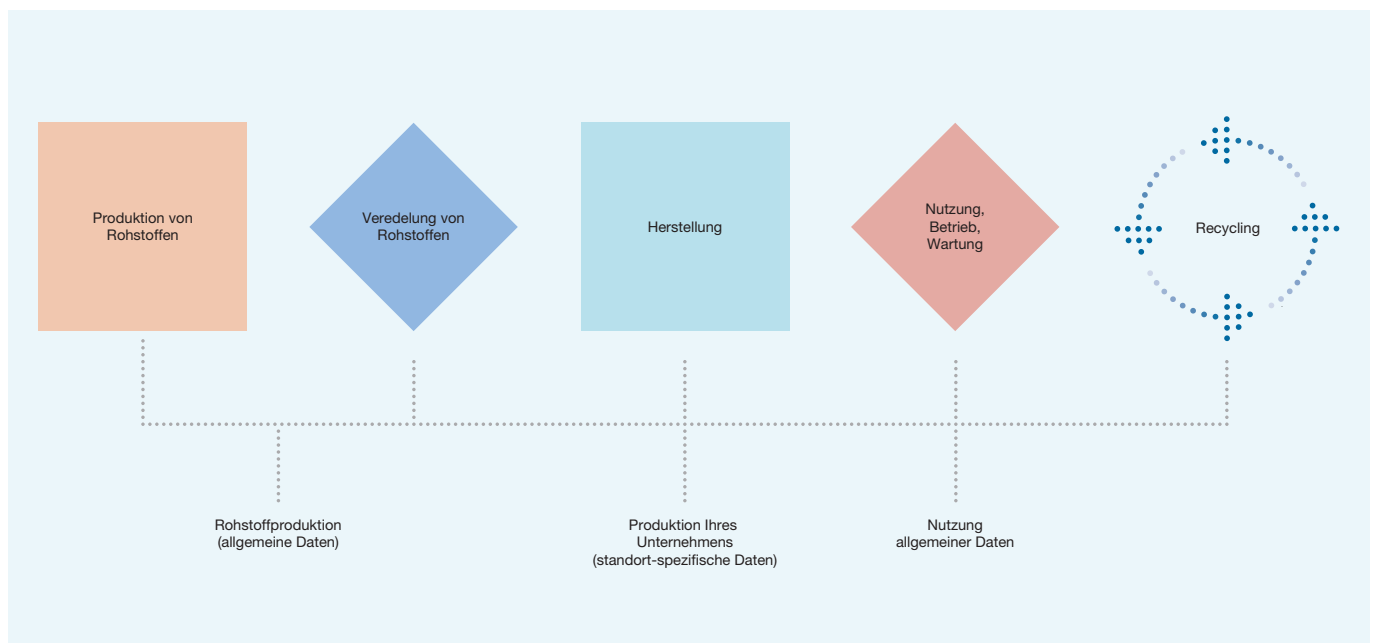 Produktion von
Rohstoffen
Veredelung von
Rohstoffen
Herstellung
Nutzung,
Betrieb,
Wartung
Recycling
Rohstoffproduktion
(allgemeine Daten)
Produktion Ihres
Unternehmens
(standort-spezifische Daten)
Nutzung
allgemeiner Daten